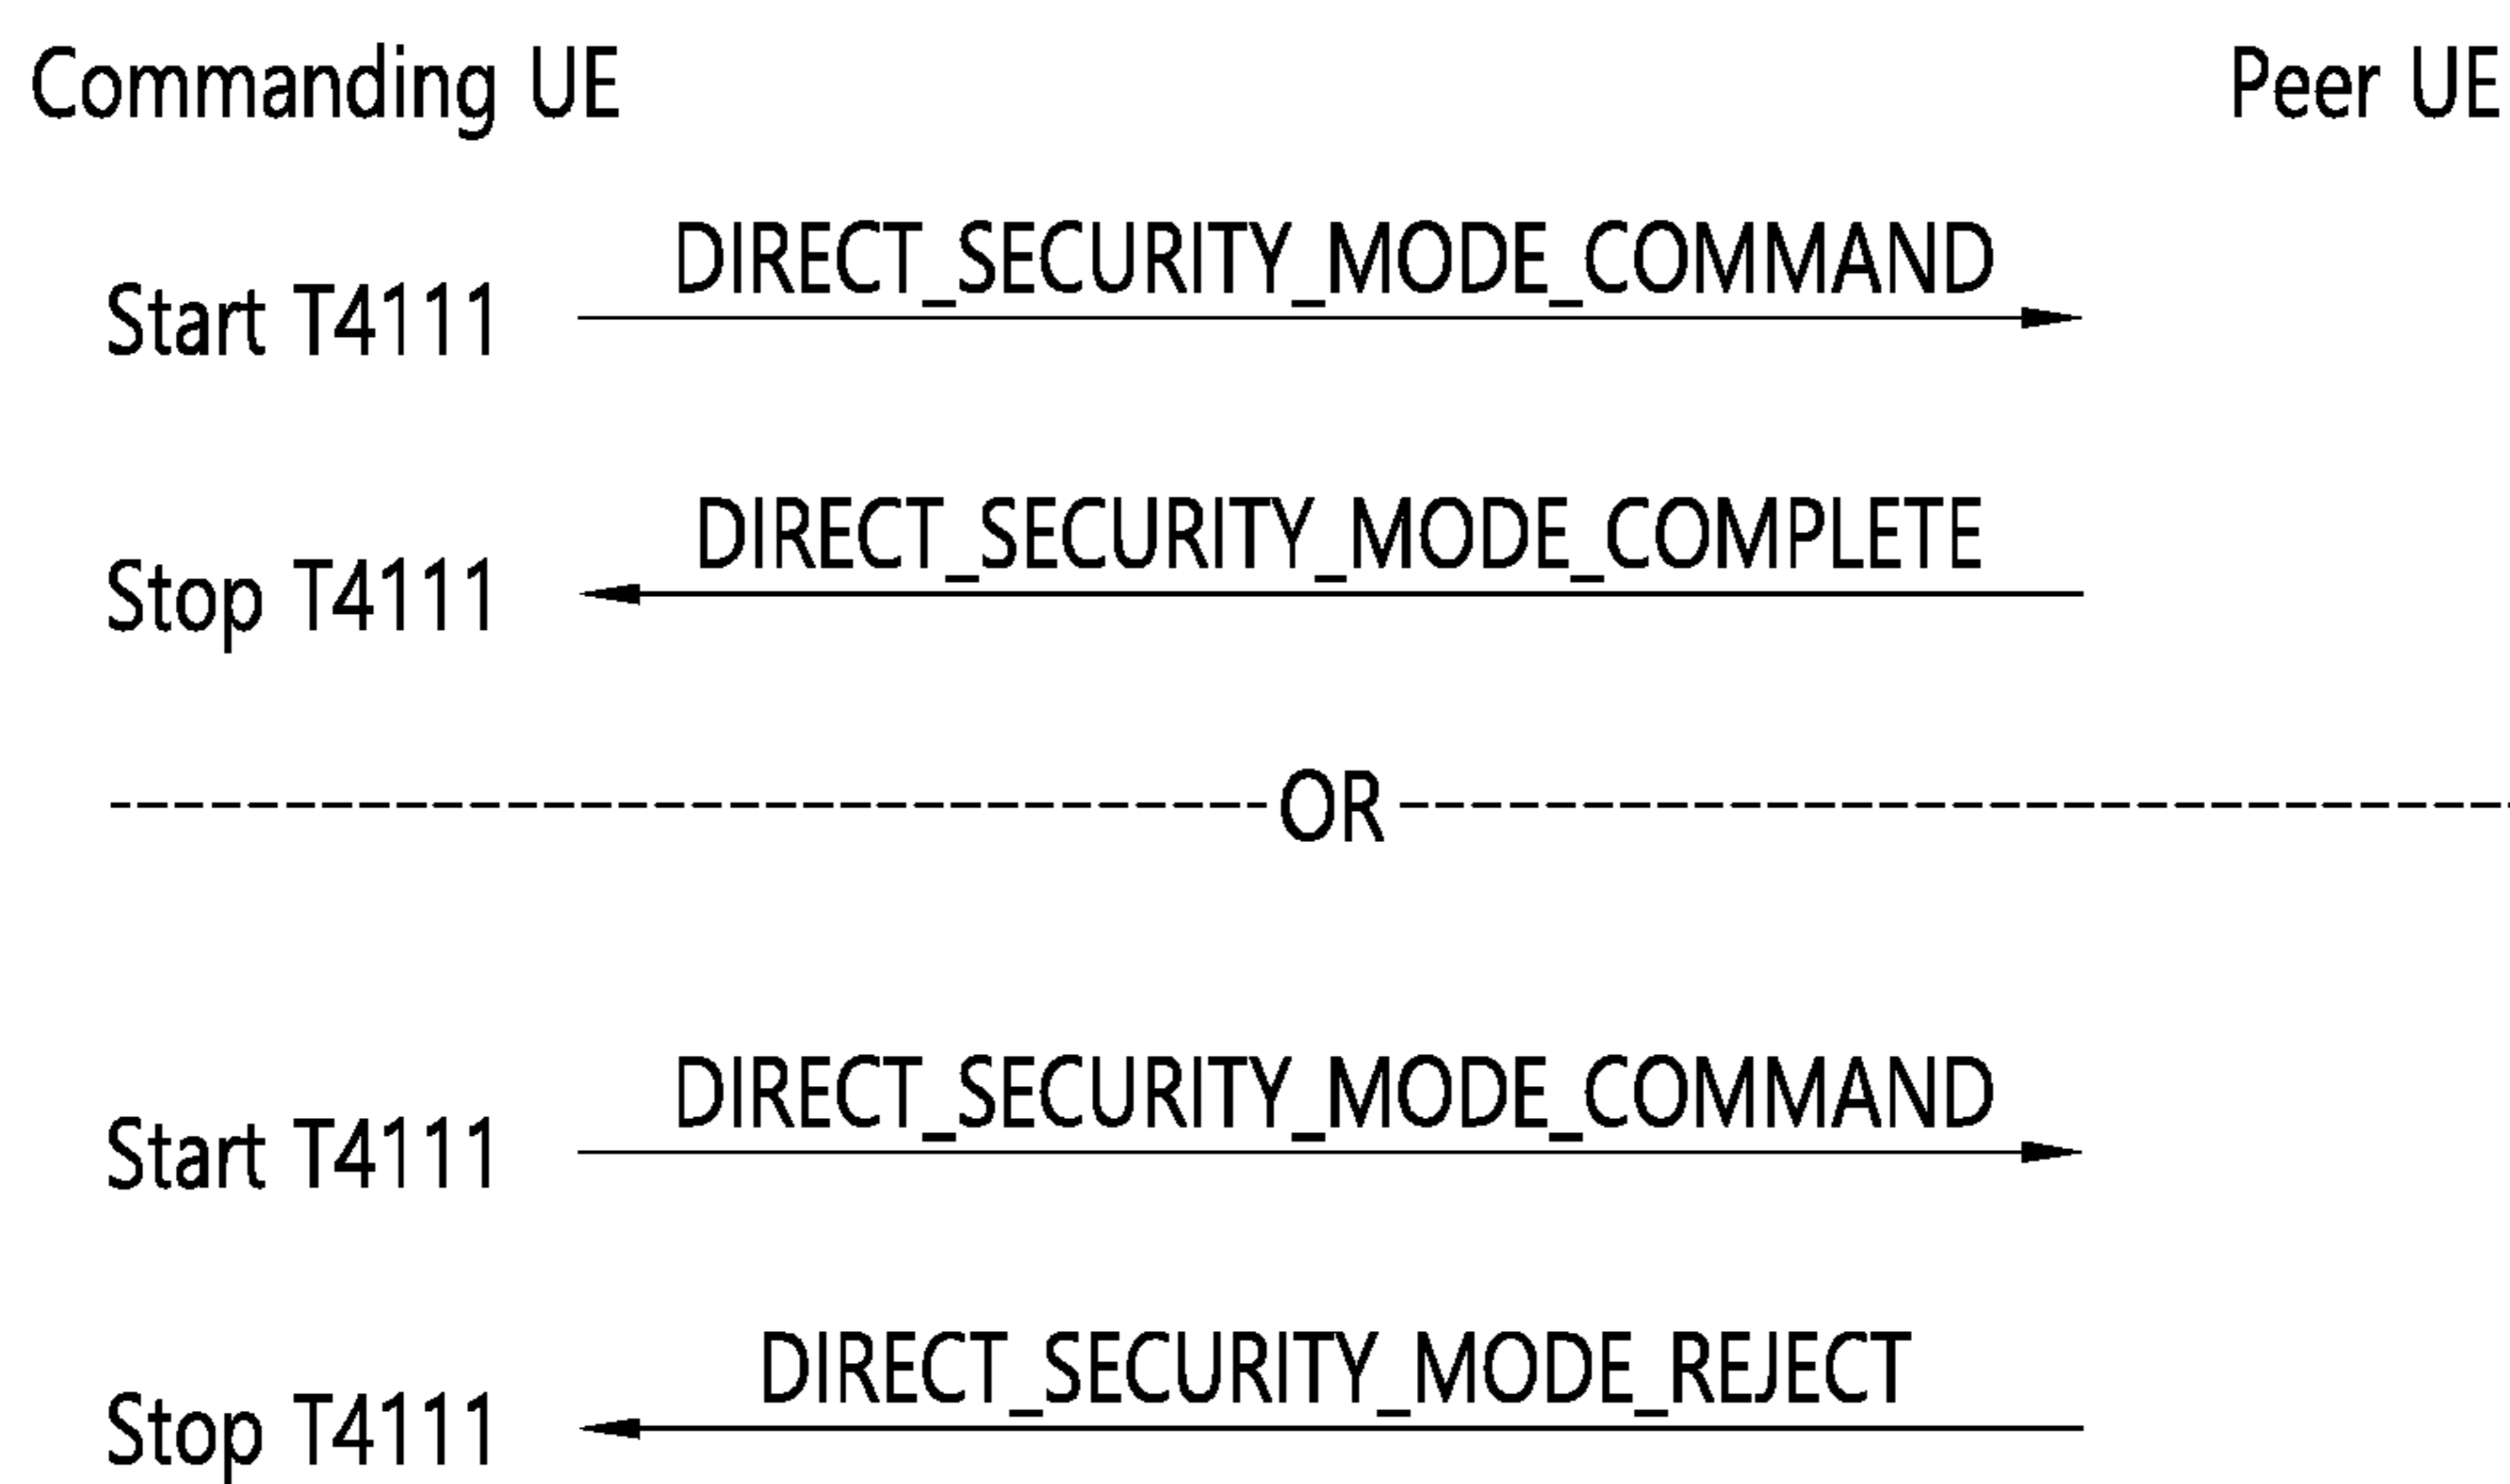 Commanding UE Peer UE
DIRECT_SECURITY_MODE_COMMAND
Start T4111
DIRECT_SECURITY_MODE_COMPLETE
Stop T4111
OR
DIRECT_SECURITY_MODE_COMMAND
Start T4111
DIRECT_SECURITY_MODE_REJECT
Stop T4111